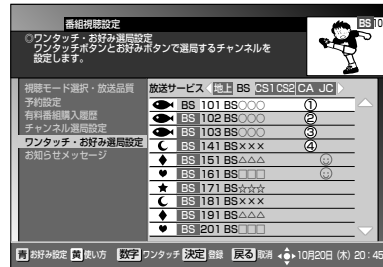 番組視聴設定
BS 10
◎ワンタッチ・お好み選局設定
ワンタッチボタンとお好みボタンで選局するチャンネルを
設定します。
視聴モード選択・放送品質
予約設定
有料番組購入履歴
チャンネル選局設定
ワンタッチ・お好み選局設定
お知らせメッセージ
放送サービス 地上 BS CS1 CS2 CA JC
BS 101 BS○○○ ①
BS 102 BS○○○ ②
BS 103 BS○○○ ③
BS 141 BS××× ④
BS 151 BS△△△
BS 161 BS□□□
BS 171 BS☆☆☆
BS 181 BS×××
BS 191 BS△△△
BS 201 BS□□□
青 お好み設定 黄 使い方 数字 ワンタッチ 決定 登録 戻る 取消 10月20日 (木) 20:45